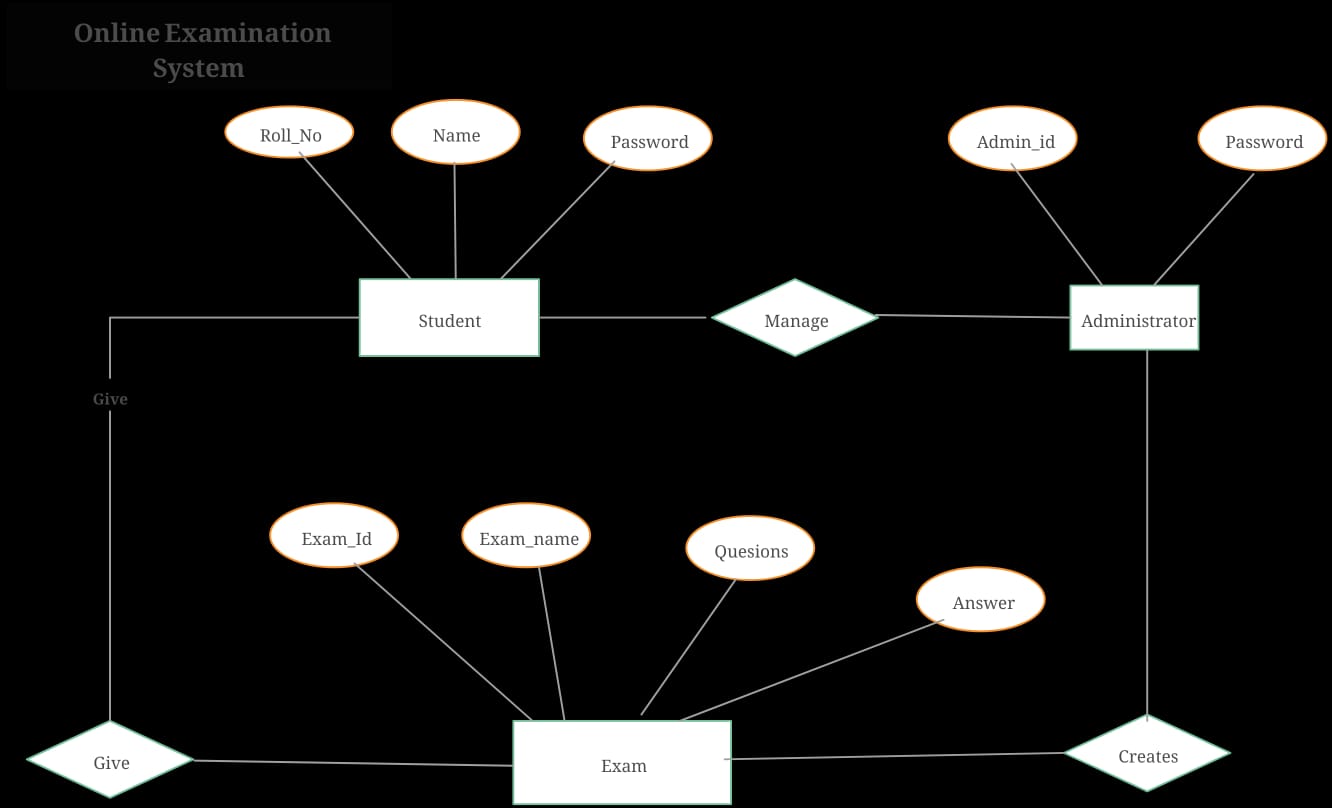 Online Examination
System
Roll_No
Name
Password
Admin_id
Password
Student
Manage
Administrator
Give
Exam_Id
Exam_name
Quesions
Answer
Give
Exam
Creates